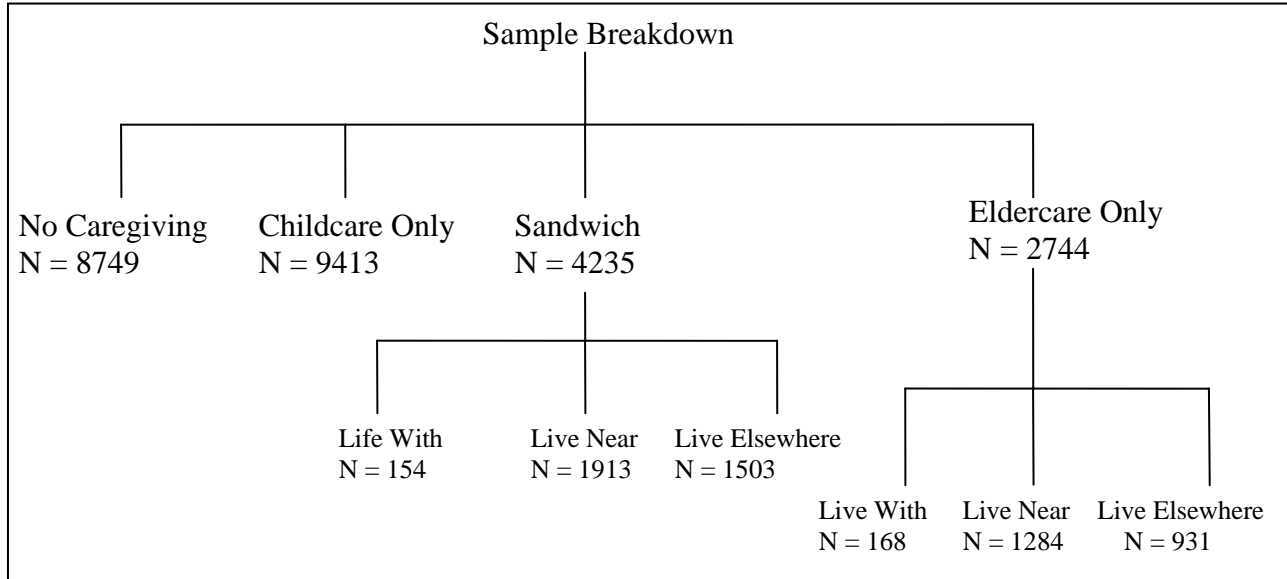 Sample Breakdown
No Caregiving
N = 8749
Childcare Only
N = 9413
Sandwich
N = 4235
Eldercare Only
N = 2744
Life With
N = 154
Live Near
N = 1913
Live Elsewhere
N = 1503
Live With
N = 168
Live Near
N = 1284
Live Elsewhere
N = 931